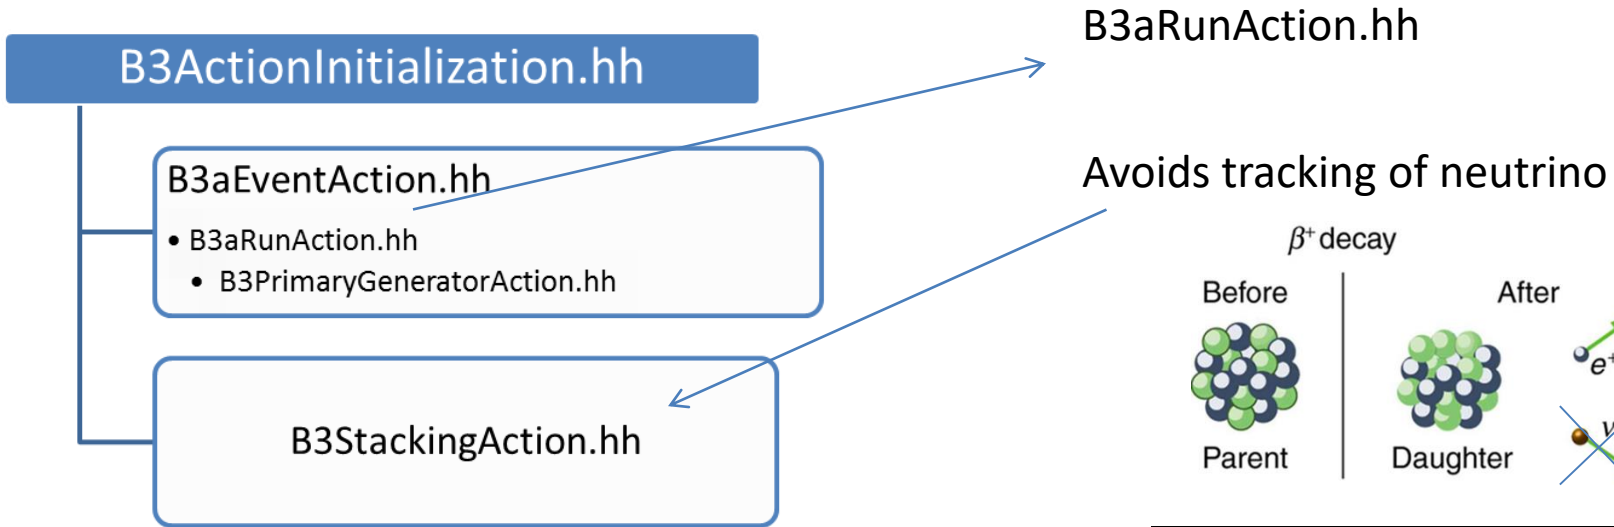 B3ActionInitialization.hh
B3aEventAction.hh
• B3aRunAction.hh
• B3PrimaryGeneratorAction.hh
B3StackingAction.hh
B3aRunAction.hh
Avoids tracking of neutrino
β⁺ decay
Before
After
e⁺
ν
Parent
Daughter